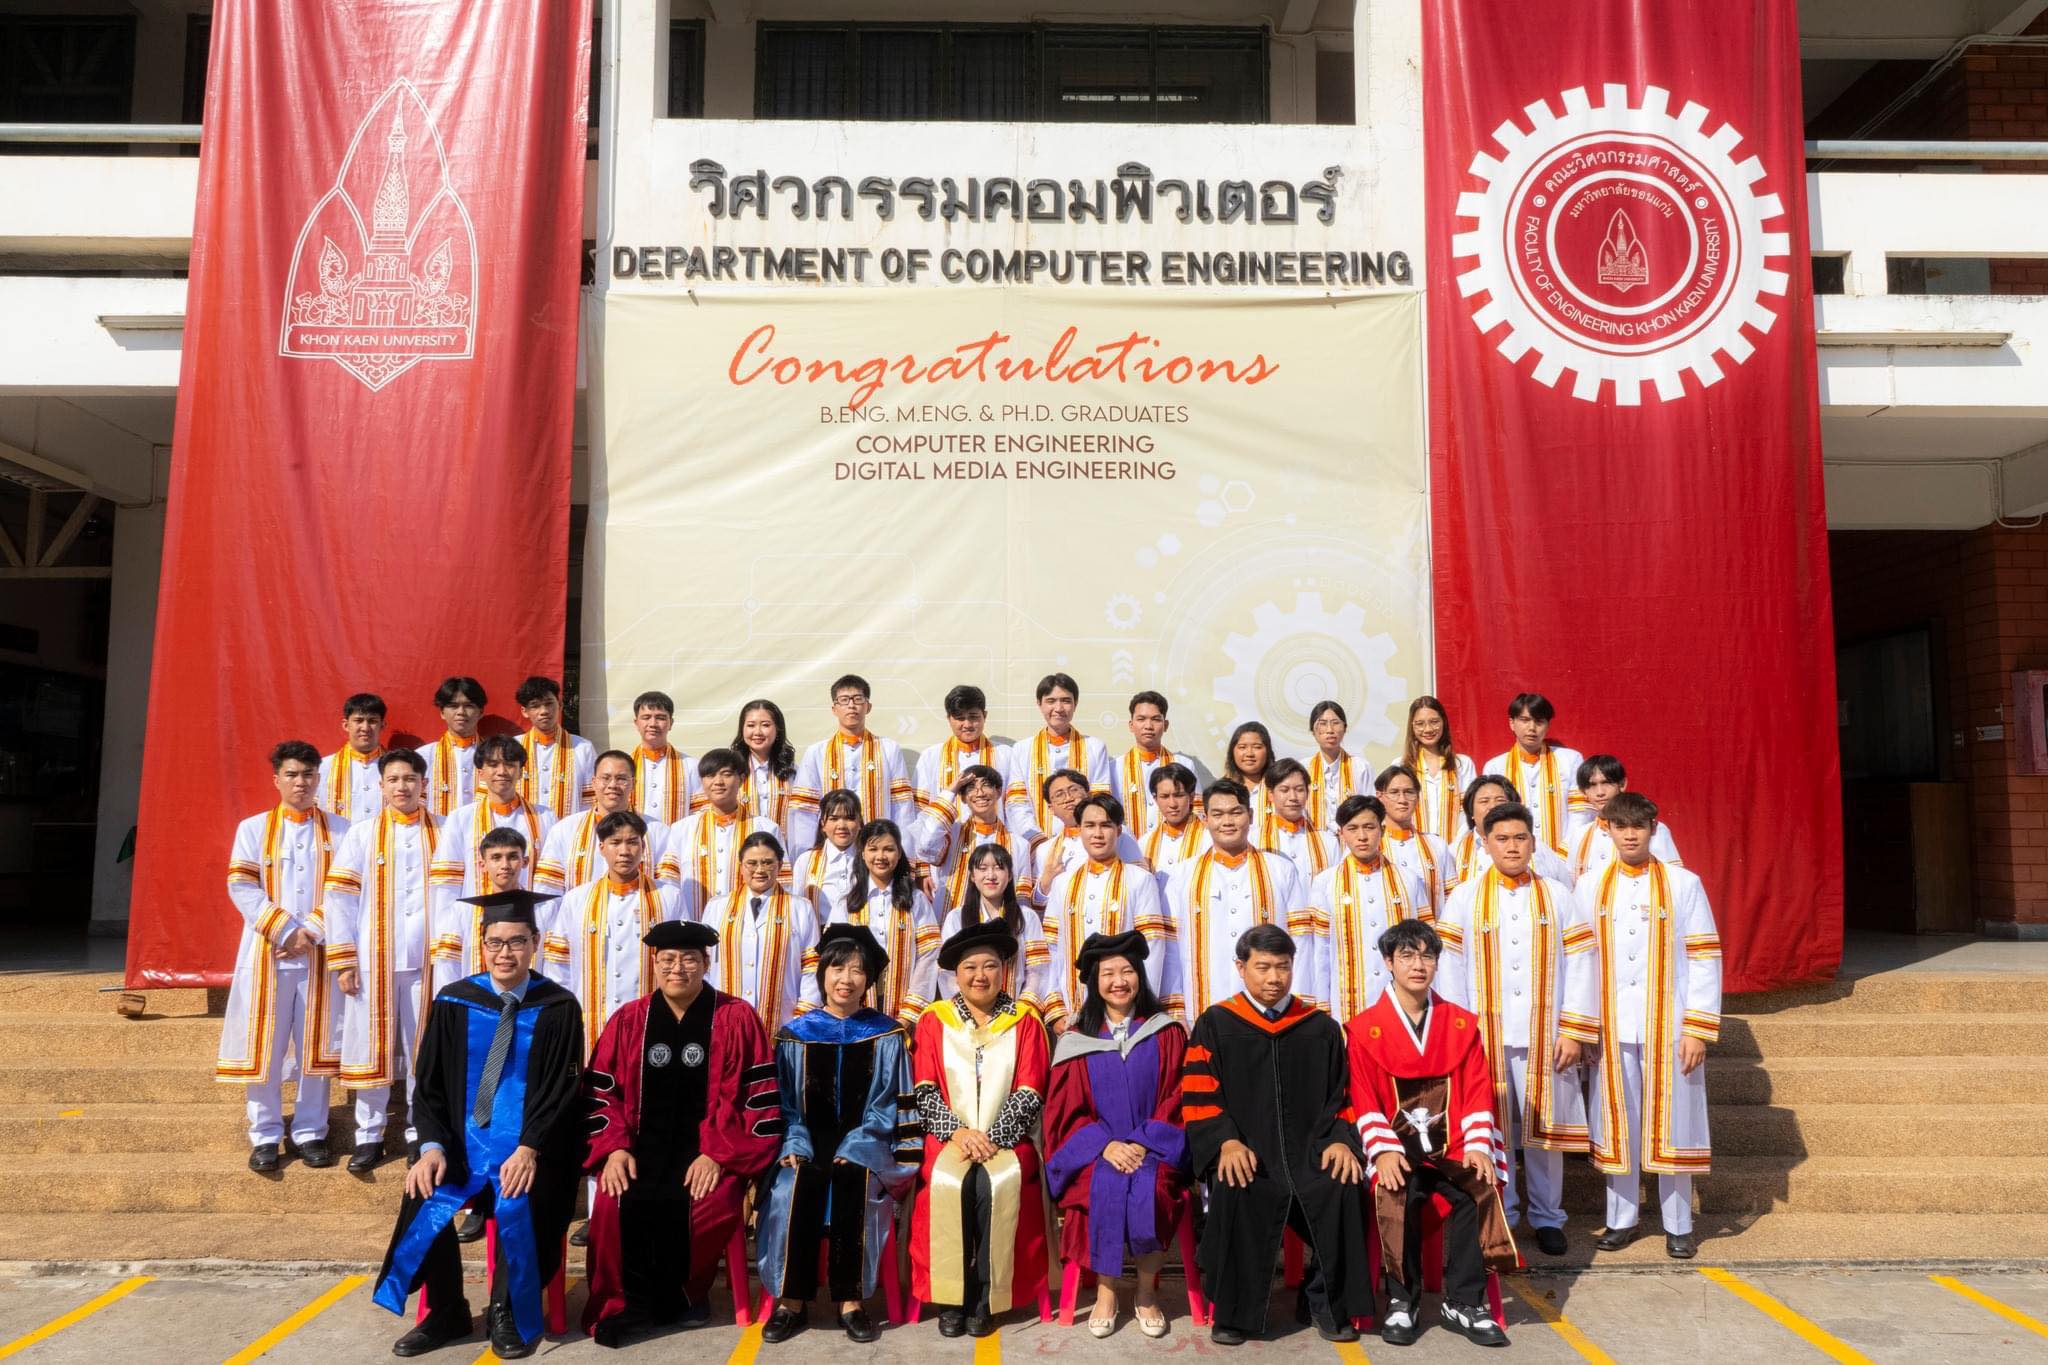 วิศวกรรมคอมพิวเตอร์
DEPARTMENT OF COMPUTER ENGINEERING
KHON KAEN UNIVERSITY
Congratulations
B.ENG. M.ENG. & PH.D. GRADUATES
COMPUTER ENGINEERING
DIGITAL MEDIA ENGINEERING
คณะวิศวกรรมศาสตร์
มหาวิทยาลัยขอนแก่น
FACULTY OF ENGINEERING KHON KAEN UNIVERSITY